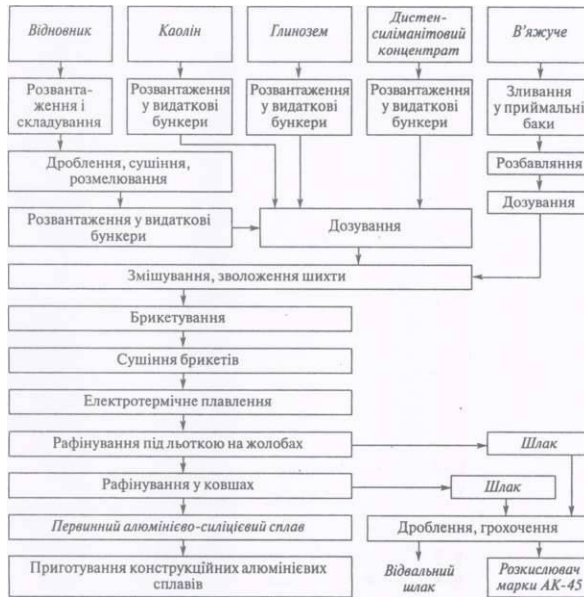 Відновник
Каолін
Глинозем
Дистен-
силіманітовий
концентрат
В'яжуче
Розванта-
ження і
складування
Розвантаження
у видаткові
бункери
Розвантаження
у видаткові
бункери
Розвантаження
у видаткові
бункери
Зливання
у приймальні
баки
Дроблення, сушіння,
розмелювання
Розбавляння
Розвантаження у видаткові
бункери
Дозування
Дозування
Змішування, зволоження шихти
Брикетування
Сушіння брикетів
Електротермічне плавлення
Рафінування під льоткою на жолобах
Шлак
Рафінування у ковшах
Шлак
Первинний алюмінієво-силіцієвий сплав
Дроблення, грохочення
Приготування конструкційних алюмінієвих
сплавів
Відвальний
шлак
Розкислювач
марки АК-45